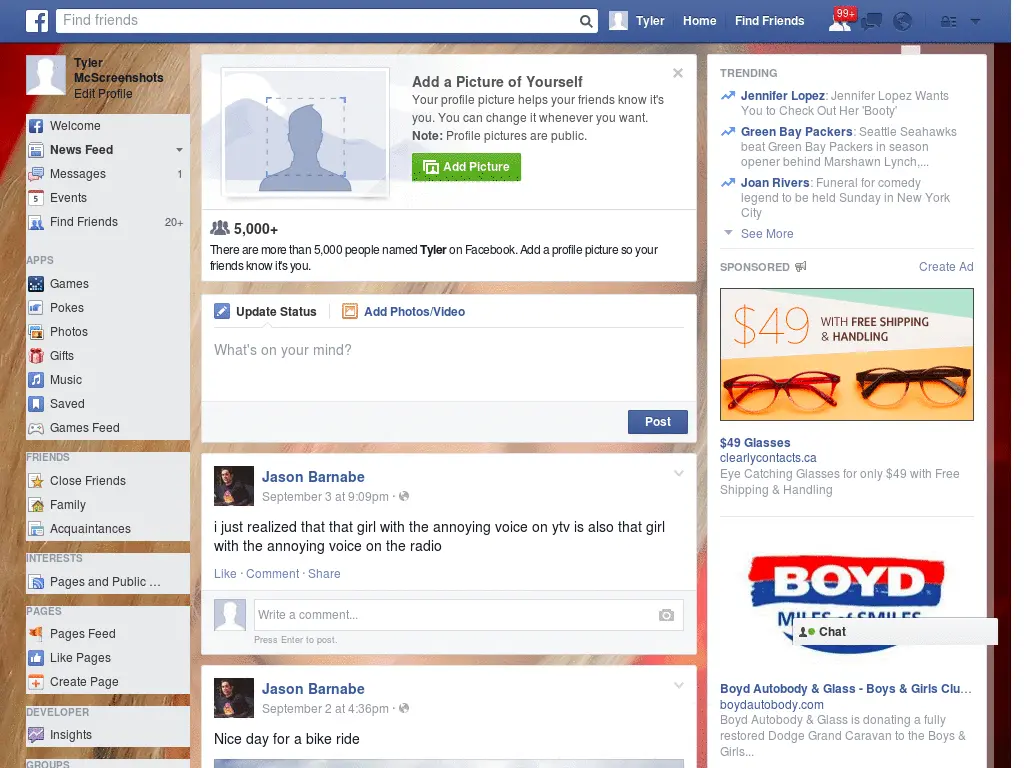 Find friends
Tyler
Home
Find Friends
99+
Tyler
McScreenshots
Edit Profile
Welcome
News Feed
Messages 1
5 Events
Find Friends 20+
APPS
Games
Pokes
Photos
Gifts
Music
Saved
Games Feed
FRIENDS
Close Friends
Family
Acquaintances
INTERESTS
Pages and Public ...
PAGES
Pages Feed
Like Pages
Create Page
DEVELOPER
Insights
GROUPS
Add a Picture of Yourself
Your profile picture helps your friends know it's
you. You can change it whenever you want.
Note: Profile pictures are public.
Add Picture
5,000+
There are more than 5,000 people named Tyler on Facebook. Add a profile picture so your
friends know it's you.
Update Status
Add Photos/Video
What's on your mind?
Post
Jason Barnabe
September 3 at 9:09pm ·
i just realized that that girl with the annoying voice on ytv is also that girl
with the annoying voice on the radio
Like · Comment · Share
Write a comment...
Press Enter to post.
Jason Barnabe
September 2 at 4:36pm ·
Nice day for a bike ride
TRENDING
Jennifer Lopez: Jennifer Lopez Wants
You to Check Out Her 'Booty'
Green Bay Packers: Seattle Seahawks
beat Green Bay Packers in season
opener behind Marshawn Lynch,...
Joan Rivers: Funeral for comedy
legend to be held Sunday in New York
City
See More
SPONSORED
Create Ad
$49 WITH FREE SHIPPING
& HANDLING
$49 Glasses
clearlycontacts.ca
Eye Catching Glasses for only $49 with Free
Shipping & Handling
BOYD
MILES of SMILES
Chat
Boyd Autobody & Glass - Boys & Girls Clu...
boydautobody.com
Boyd Autobody & Glass is donating a fully
restored Dodge Grand Caravan to the Boys &
Girls...